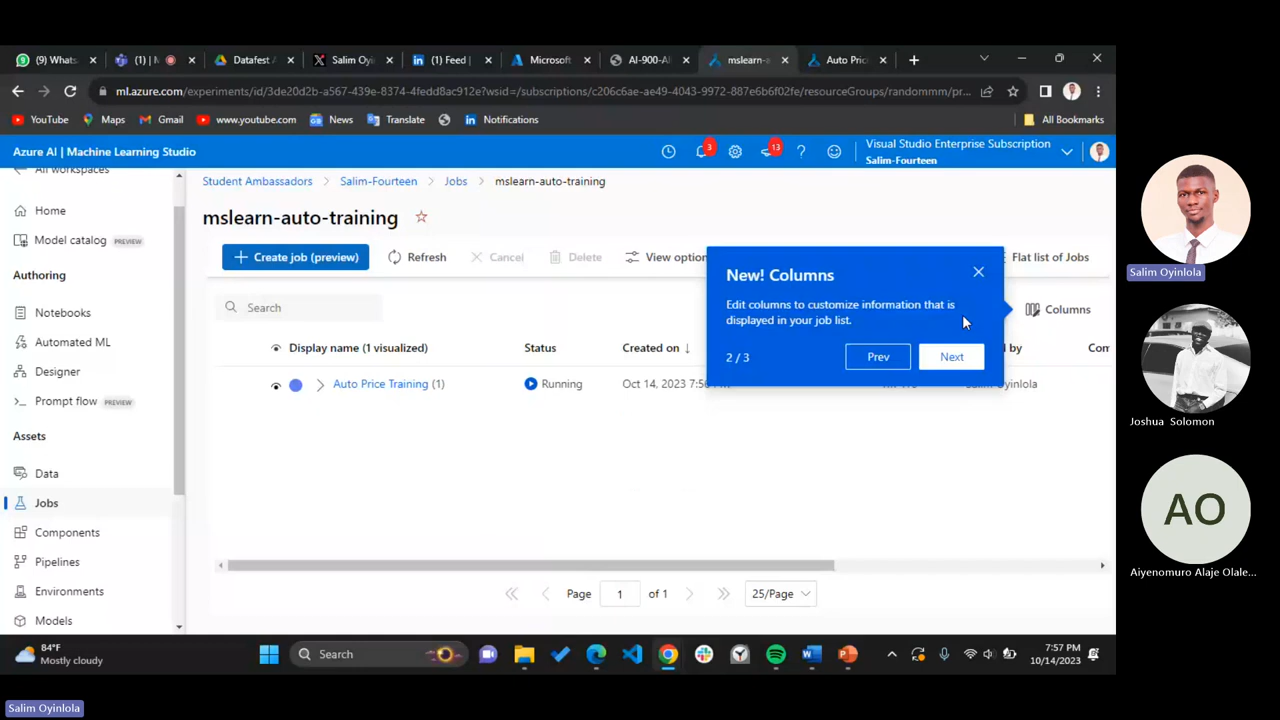 (9) Whats
(1) | M
Datafest A
Salim Oyi
(1) Feed |
Microsoft
AI-900-AI
mslearn-a
Auto Pric
ml.azure.com/experiments/id/3de20d2b-a567-439e-8374-4fedd8ac912e?wsid=/subscriptions/c206c6ae-ae49-4043-9972-887e6b6f02fe/resourceGroups/randommm/pr...
YouTube
Maps
Gmail
www.youtube.com
News
Translate
Notifications
All Bookmarks
Azure AI | Machine Learning Studio
3
13
Visual Studio Enterprise Subscription
Salim-Fourteen
All workspaces
Home
Model catalog PREVIEW
Authoring
Notebooks
Automated ML
Designer
Prompt flow PREVIEW
Assets
Data
Jobs
Components
Pipelines
Environments
Models
Student Ambassadors > Salim-Fourteen > Jobs > mslearn-auto-training
mslearn-auto-training
Create job (preview)
Refresh
Cancel
Delete
View option
Flat list of Jobs
Search
Columns
New! Columns
Edit columns to customize information that is
displayed in your job list.
2 / 3
Prev
Next
Display name (1 visualized)
Status
Created on
by
Com
Auto Price Training (1)
Running
Oct 14, 2023 7:56
Salim Oyinlola
Page 1 of 1
25/Page
84°F
Mostly cloudy
Search
7:57 PM
10/14/2023
Salim Oyinlola
Joshua Solomon
AO
Aiyenomuro Alaje Olale...
Salim Oyinlola